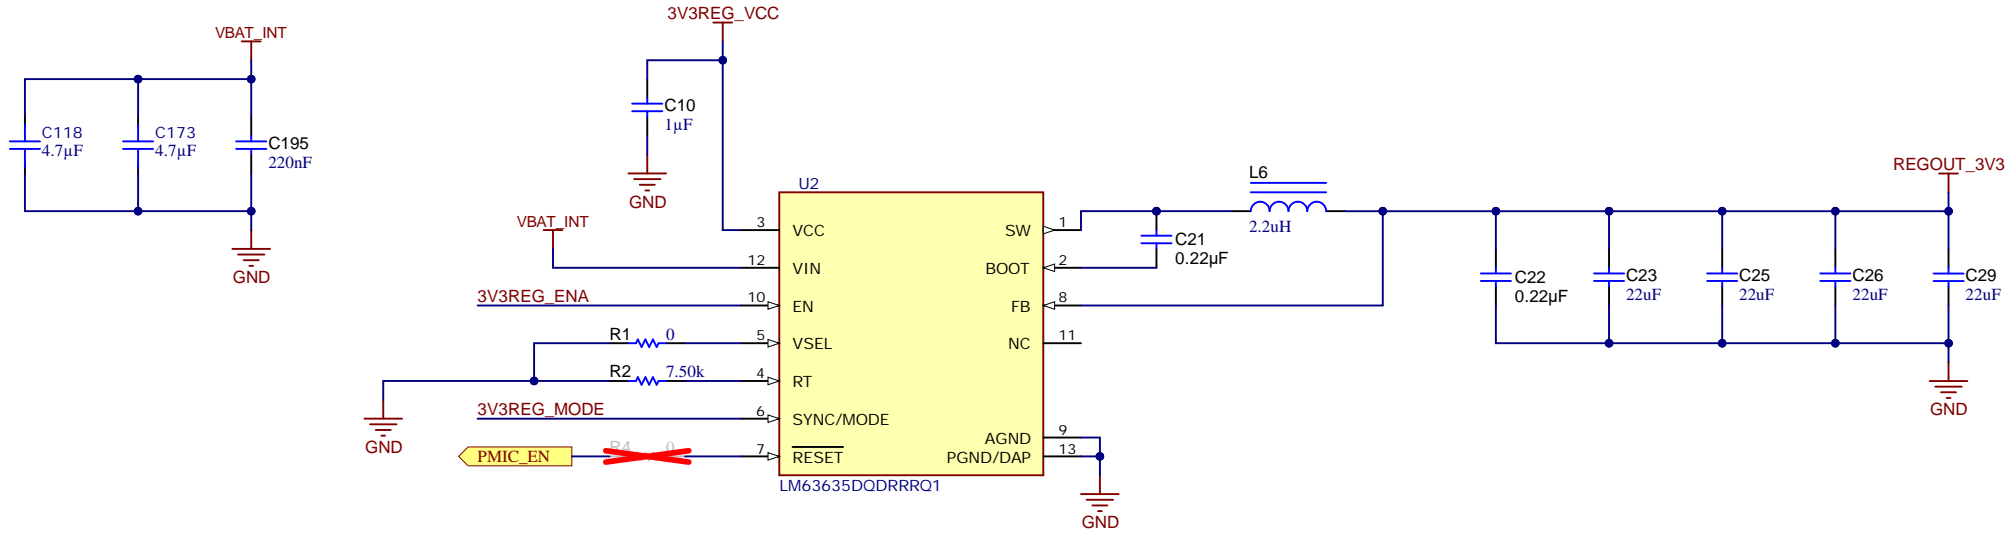 VBAT_INT
C118
4.7µF
C173
4.7µF
C195
220nF
GND
3V3REG_VCC
C10
1µF
GND
VBAT_INT
3V3REG_ENA
R1 0
R2 7.50k
GND
3V3REG_MODE
PMIC_EN
R4 0
U2
3 VCC
12 VIN
10 EN
5 VSEL
4 RT
6 SYNC/MODE
7 RESET
SW 1
BOOT 2
FB 8
NC 11
AGND 9
PGND/DAP 13
LM63635DQDRRRQ1
GND
C21
0.22µF
L6
2.2uH
REGOUT_3V3
C22
0.22µF
C23
22uF
C25
22uF
C26
22uF
C29
22uF
GND